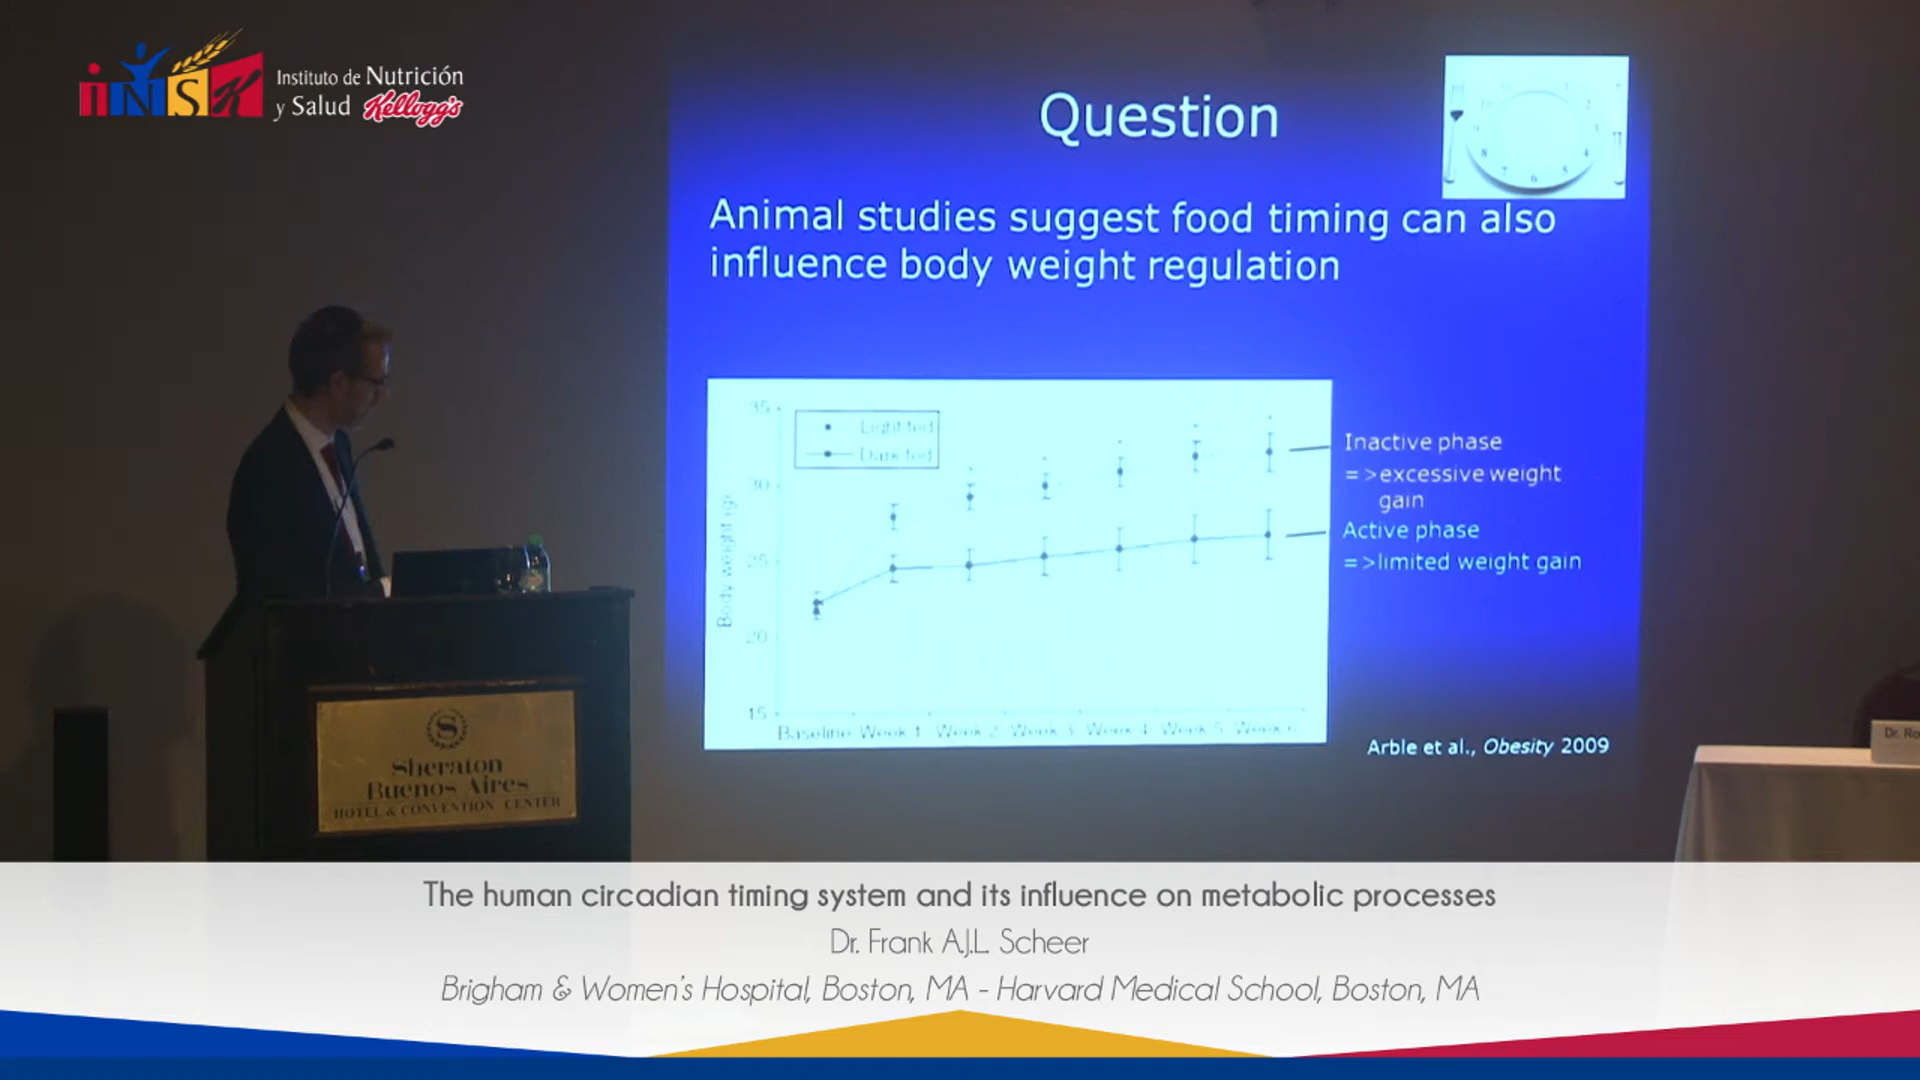 iNSK
Instituto de Nutrición
y Salud Kellogg's
Question
Animal studies suggest food timing can also
influence body weight regulation
35
30
25
20
15
Light fed
Dark fed
Body weight (g)
Baseline Week 1 Week 2 Week 3 Week 4 Week 5 Week 6
Inactive phase
=>excessive weight
gain
Active phase
=>limited weight gain
Arble et al., Obesity 2009
S
Sheraton
Buenos Aires
HOTEL & CONVENTION CENTER
Dr. Ro
The human circadian timing system and its influence on metabolic processes
Dr. Frank A.J.L. Scheer
Brigham & Women's Hospital, Boston, MA - Harvard Medical School, Boston, MA